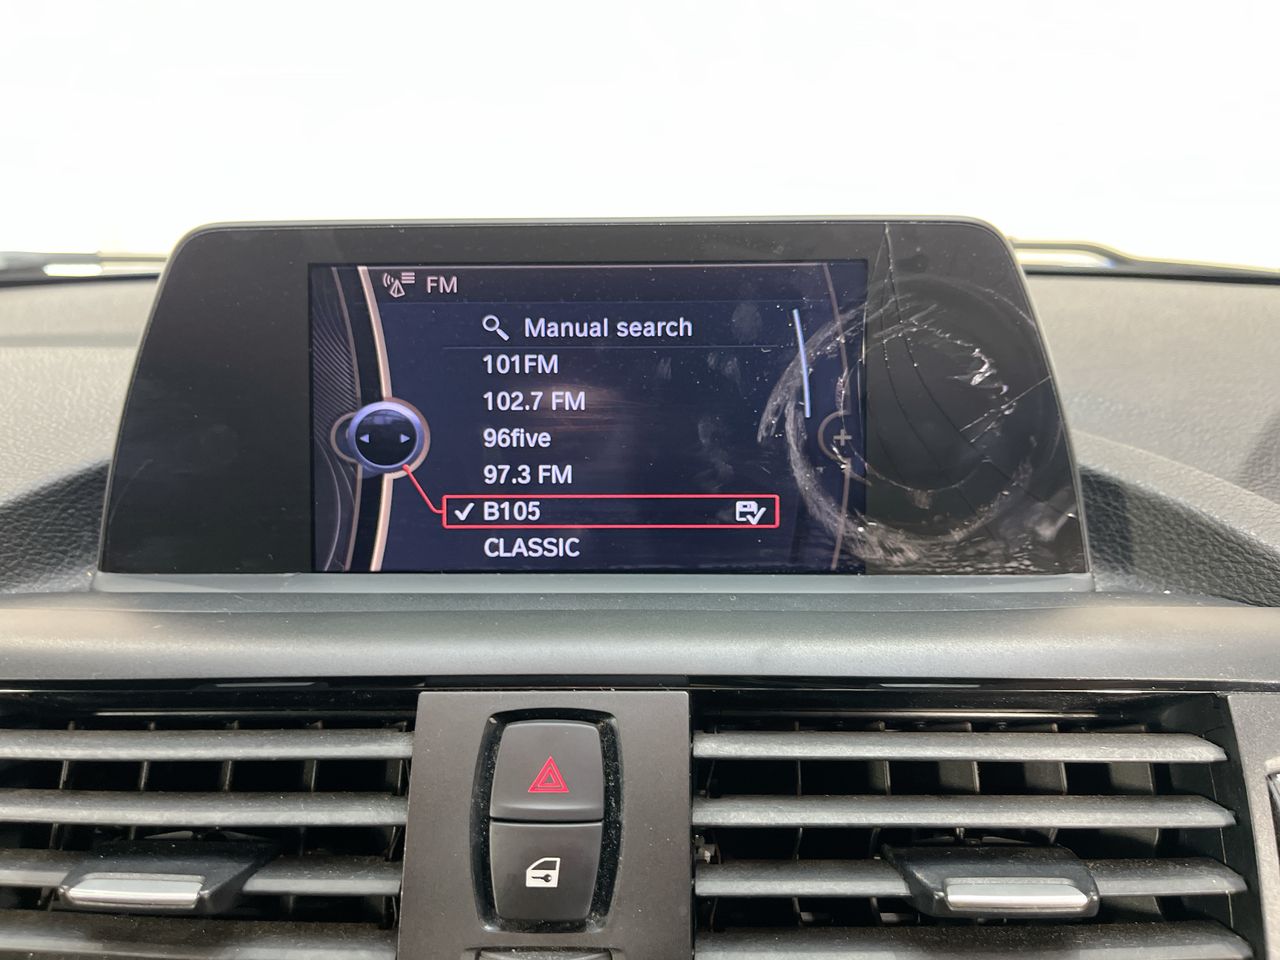 FM
Manual search
101FM
102.7 FM
96five
97.3 FM
B105
CLASSIC